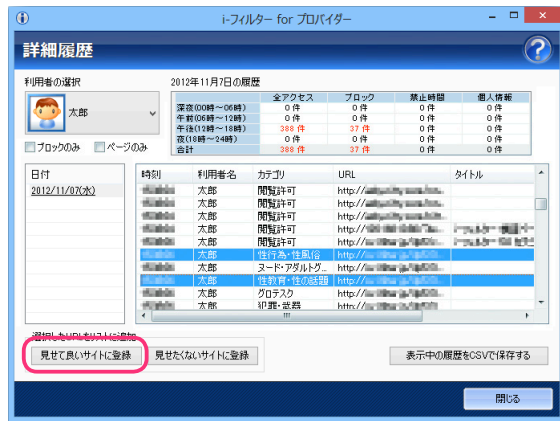 i-フィルター for プロバイダー
詳細履歴
?
利用者の選択
太郎
ブロックのみ ページのみ
2012年11月7日の履歴
全アクセス ブロック 禁止時間 個人情報
深夜(00時～06時) 0 件 0 件 0 件 0 件
午前(06時～12時) 0 件 0 件 0 件 0 件
午後(12時～18時) 388 件 37 件 0 件 0 件
夜(18時～24時) 0 件 0 件 0 件 0 件
合計 388 件 37 件 0 件 0 件
日付
2012/11/07(水)
時刻 利用者名 カテゴリ URL タイトル
太郎 閲覧許可 http://
太郎 閲覧許可 http://
太郎 閲覧許可 http://
太郎 閲覧許可 http://
太郎 性行為・性風俗 http://
太郎 ヌード・アダルトグ... http://
太郎 性教育・性の話題 http://
太郎 グロテスク http://
太郎 犯罪・武器 http://
選択したURLをリストに追加
見せて良いサイトに登録 見せたくないサイトに登録 表示中の履歴をCSVで保存する
閉じる